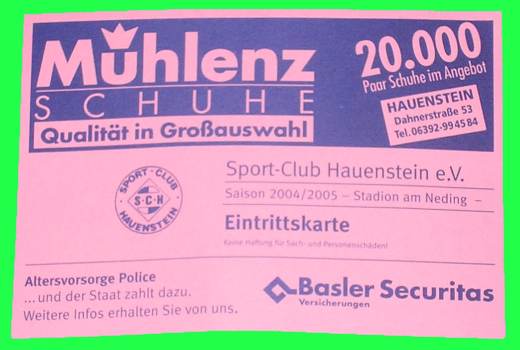 Mühlenz
SCHUHE
Qualität in Großauswahl
20.000
Paar Schuhe im Angebot
HAUENSTEIN
Dahnerstraße 53
Tel. 06392-994584
SPORT-CLUB
S·C·H
HAUENSTEIN
Sport-Club Hauenstein e.V.
Saison 2004/2005 – Stadion am Neding –
Eintrittskarte
Keine Haftung für Sach- und Personenschäden!
Altersvorsorge Police
...und der Staat zahlt dazu.
Weitere Infos erhalten Sie von uns.
Basler Securitas
Versicherungen